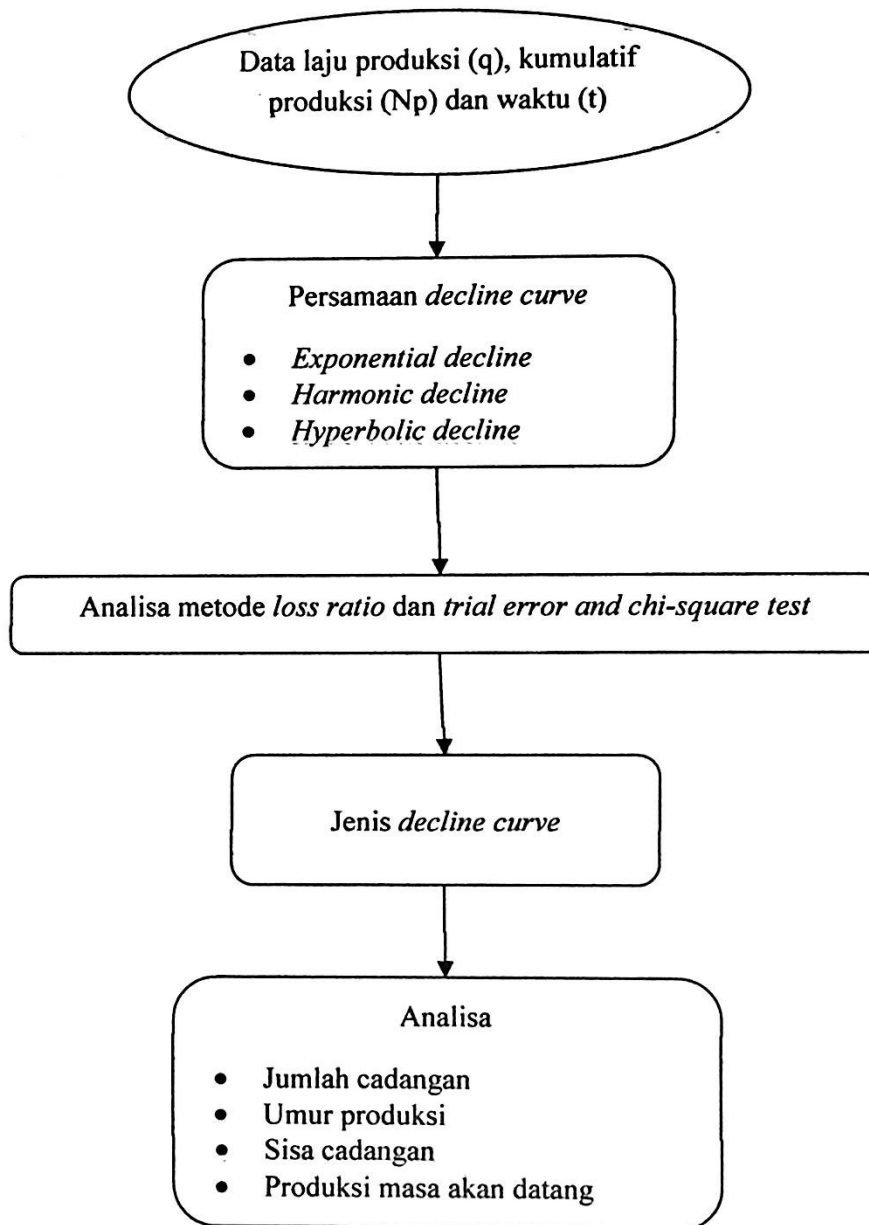 Data laju produksi (q), kumulatif
produksi (Np) dan waktu (t)
Persamaan decline curve
• Exponential decline
• Harmonic decline
• Hyperbolic decline
Analisa metode loss ratio dan trial error and chi-square test
Jenis decline curve
Analisa
• Jumlah cadangan
• Umur produksi
• Sisa cadangan
• Produksi masa akan datang